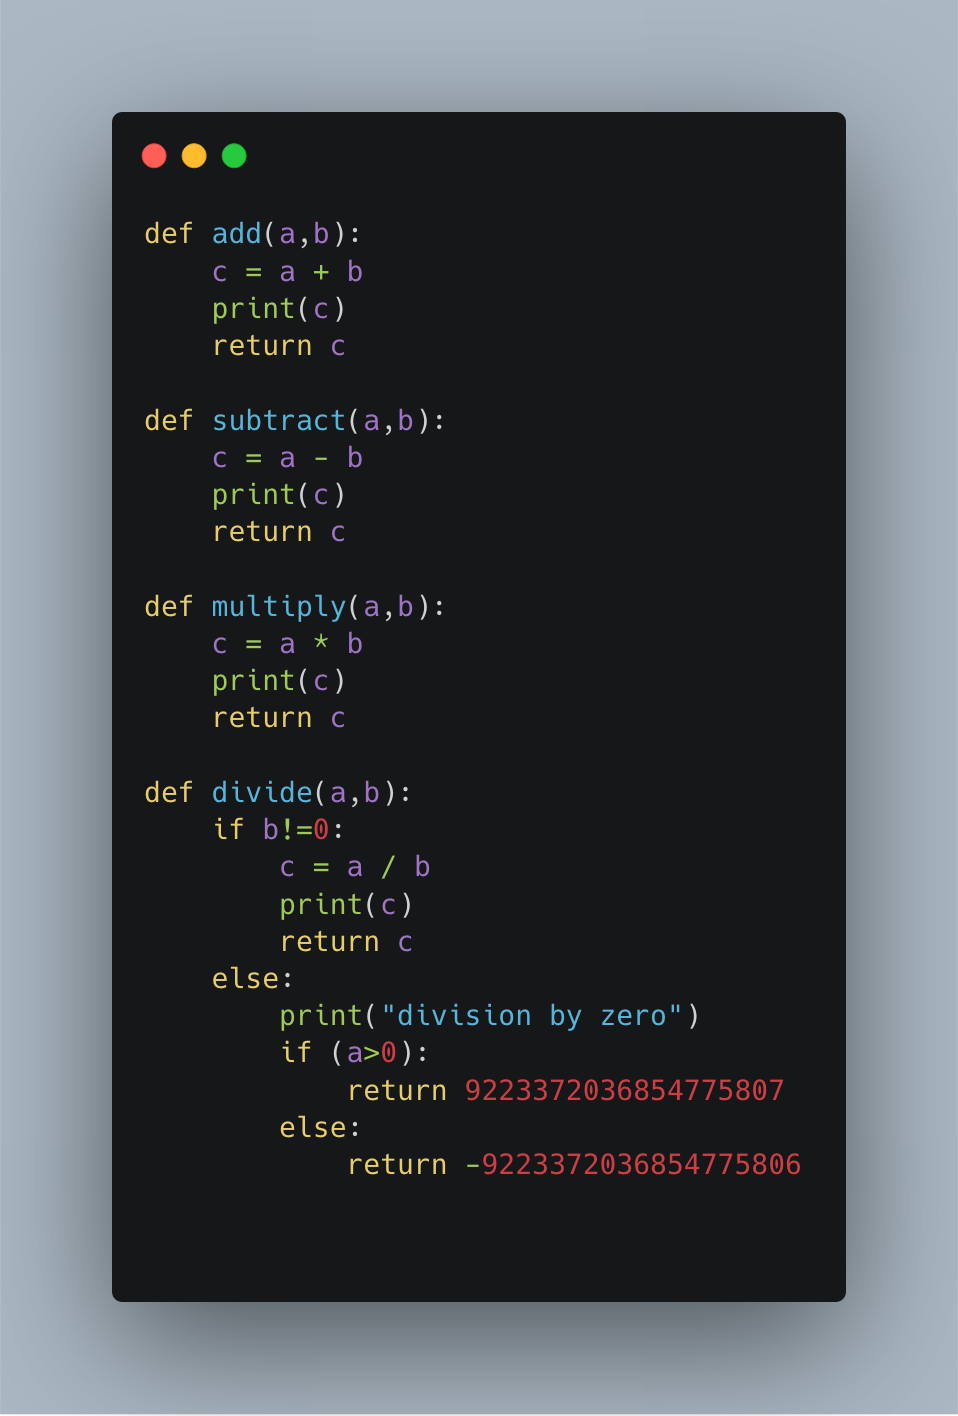 def add(a,b):
    c = a + b
    print(c)
    return c

def subtract(a,b):
    c = a - b
    print(c)
    return c

def multiply(a,b):
    c = a * b
    print(c)
    return c

def divide(a,b):
    if b!=0:
        c = a / b
        print(c)
        return c
    else:
        print("division by zero")
        if (a>0):
            return 9223372036854775807
        else:
            return -9223372036854775806